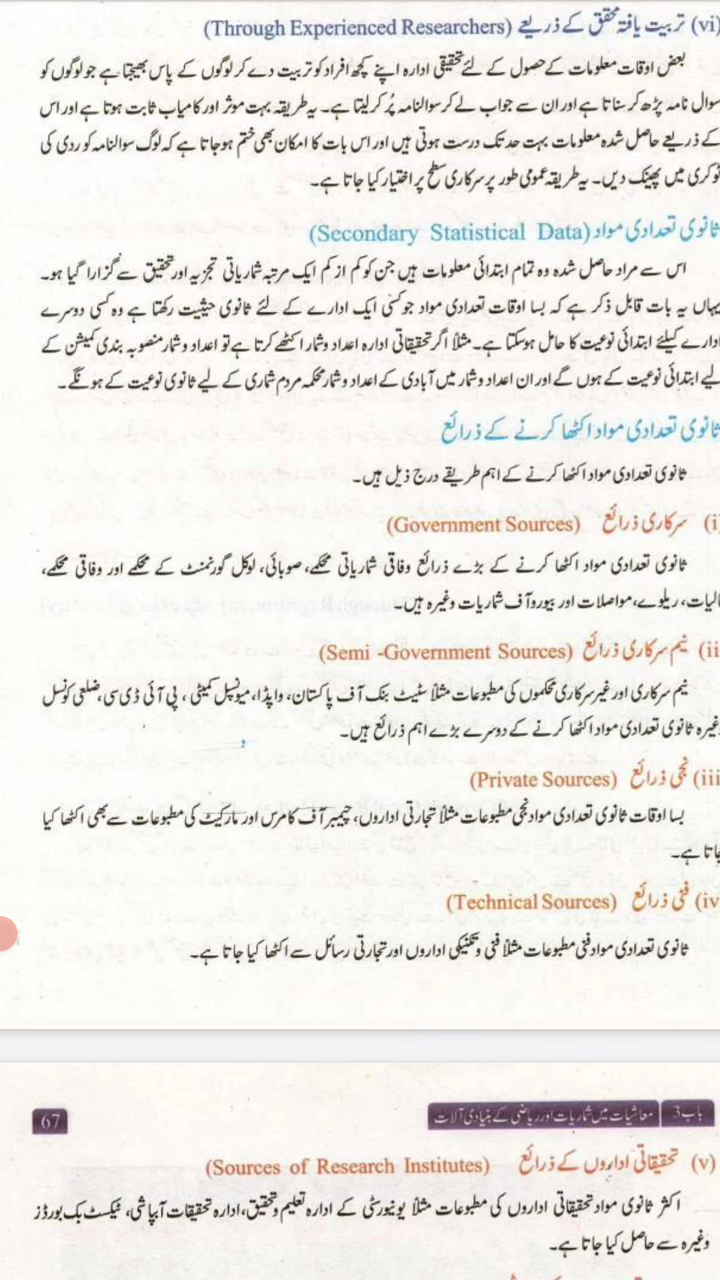 (vi) تربیت یافتہ محقق کے ذریعے (Through Experienced Researchers)
بعض اوقات معلومات کے حصول کے لئے تحقیقی ادارہ اپنے کچھ افراد کو تربیت دے کر لوگوں کے پاس بھیجتا ہے جو لوگوں کو
سوال نامہ پڑھ کر سناتا ہے اور ان سے جواب لے کر سوالنامہ پُر کر لیتا ہے۔ یہ طریقہ بہت موثر اور کامیاب ثابت ہوتا ہے اور اس
کے ذریعے حاصل شدہ معلومات بہت حد تک درست ہوتی ہیں اور اس بات کا امکان بھی ختم ہو جاتا ہے کہ لوگ سوالنامہ کو ردی کی
ٹوکری میں پھینک دیں۔ یہ طریقہ عمومی طور پر سرکاری سطح پر اختیار کیا جاتا ہے۔
ثانوی تعدادی مواد (Secondary Statistical Data)
اس سے مراد حاصل شدہ وہ تمام ابتدائی معلومات ہیں جن کو کم از کم ایک مرتبہ شماریاتی تجزیہ اور تحقیق سے گزارا گیا ہو۔
یہاں یہ بات قابل ذکر ہے کہ بسا اوقات تعدادی مواد جو کسی ایک ادارے کے لئے ثانوی حیثیت رکھتا ہے وہ کسی دوسرے
ادارے کیلئے ابتدائی نوعیت کا حامل ہو سکتا ہے۔ مثلاً اگر تحقیقاتی ادارہ اعداد و شمار اکٹھے کرتا ہے تو اعداد و شمار منصوبہ بندی کمیشن کے
لیے ابتدائی نوعیت کے ہوں گے اور ان اعداد و شمار میں آبادی کے اعداد و شمار محکمہ مردم شماری کے لیے ثانوی نوعیت کے ہونگے۔
ثانوی تعدادی مواد اکٹھا کرنے کے ذرائع
ثانوی تعدادی مواد اکٹھا کرنے کے اہم طریقے درج ذیل ہیں۔
(i سرکاری ذرائع (Government Sources)
ثانوی تعدادی مواد اکٹھا کرنے کے بڑے ذرائع وفاقی شماریاتی محکمے، صوبائی، لوکل گورنمنٹ کے محکمے اور وفاقی محکمے،
مالیات، ریلوے، مواصلات اور بیورو آف شماریات وغیرہ ہیں۔
(ii نیم سرکاری ذرائع (Semi -Government Sources)
نیم سرکاری اور غیر سرکاری محکموں کی مطبوعات مثلاً سٹیٹ بنک آف پاکستان، واپڈا، میونسپل کمیٹی، پی آئی ڈی سی، ضلعی کونسل
وغیرہ ثانوی تعدادی مواد اکٹھا کرنے کے دوسرے بڑے اہم ذرائع ہیں۔
(iii نجی ذرائع (Private Sources)
بسا اوقات ثانوی تعدادی مواد نجی مطبوعات مثلاً تجارتی اداروں، چیمبر آف کامرس اور مارکیٹ کی مطبوعات سے بھی اکٹھا کیا
جاتا ہے۔
(iv فنی ذرائع (Technical Sources)
ثانوی تعدادی مواد فنی مطبوعات مثلاً فنی و تکنیکی اداروں اور تجارتی رسائل سے اکٹھا کیا جاتا ہے۔
باب 3 معاشیات میں شماریات اور ریاضی کے بنیادی آلات 67
(v) تحقیقاتی اداروں کے ذرائع (Sources of Research Institutes)
اکثر ثانوی مواد تحقیقاتی اداروں کی مطبوعات مثلاً یونیورسٹی کے ادارہ تعلیم و تحقیق، ادارہ تحقیقات آبپاشی، ٹیکسٹ بک بورڈز
وغیرہ سے حاصل کیا جاتا ہے۔